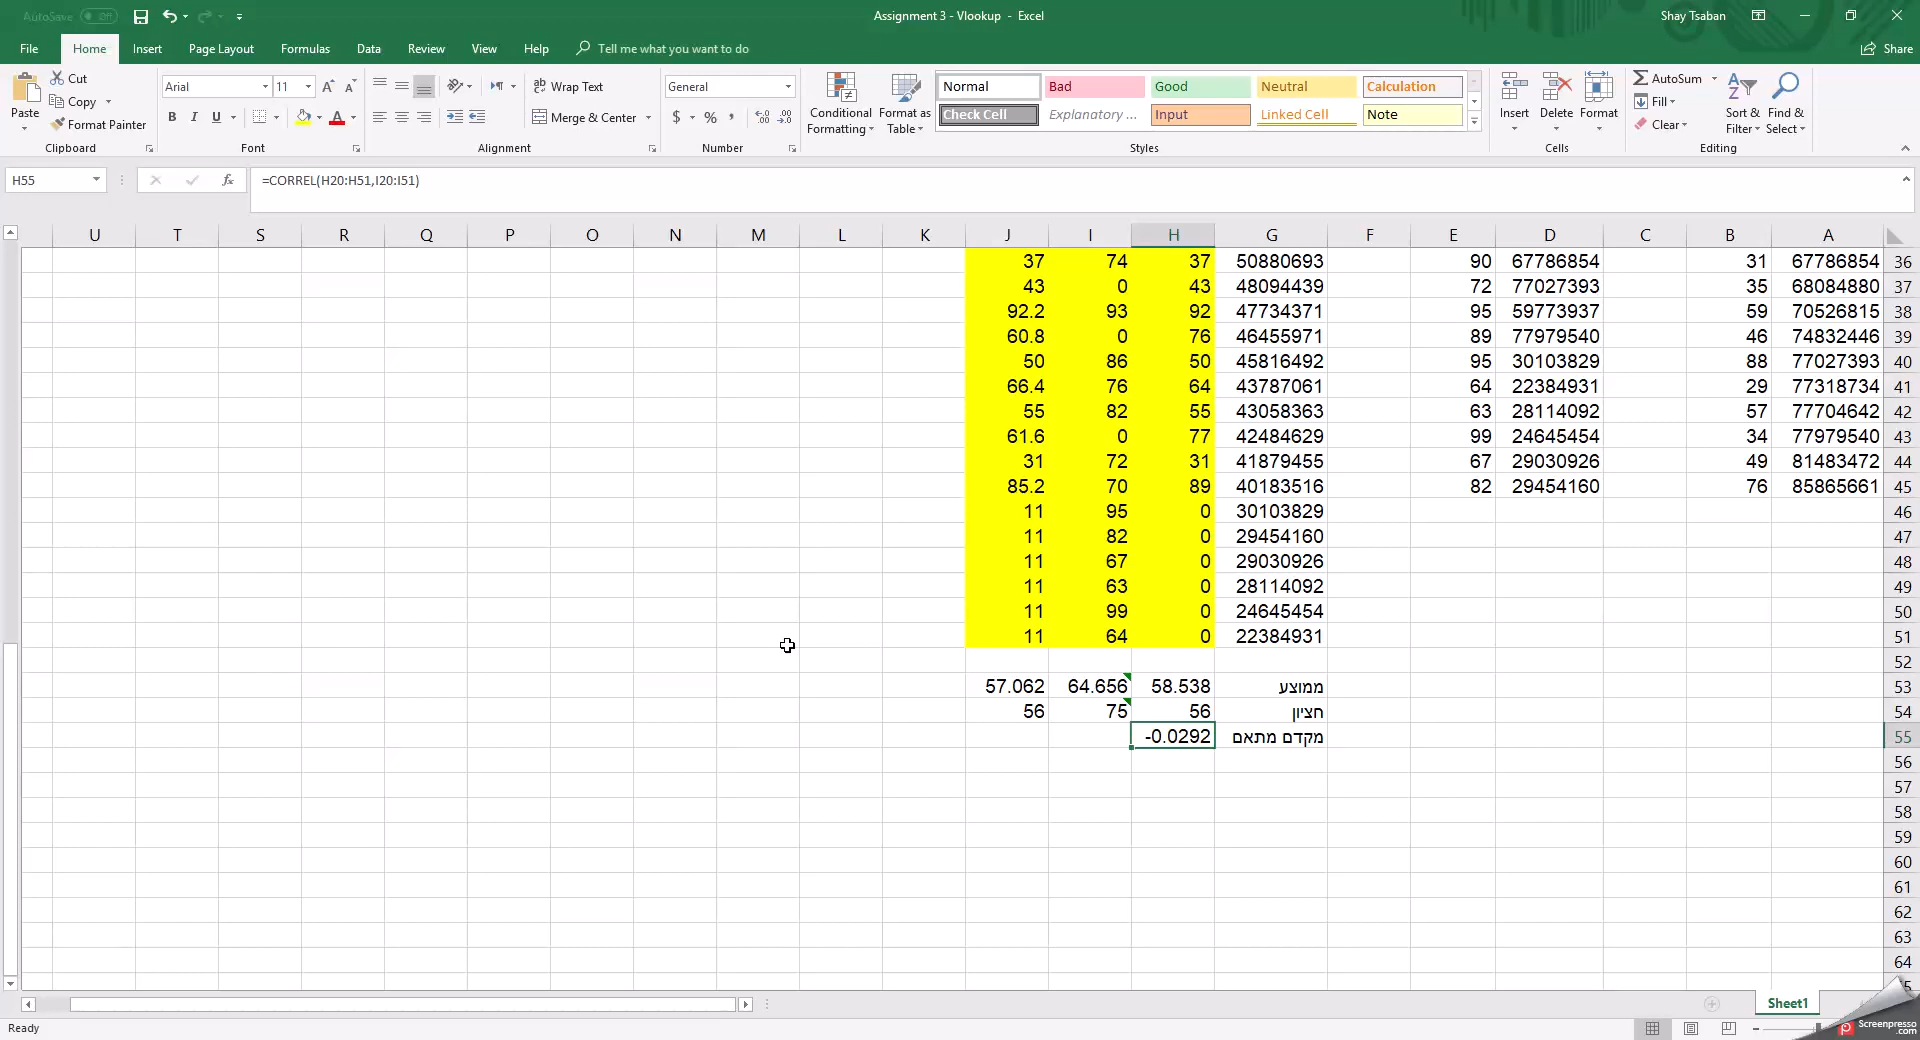 AutoSave Off
Assignment 3 - Vlookup - Excel
Shay Tsaban
File Home Insert Page Layout Formulas Data Review View Help Tell me what you want to do Share
Cut
Copy
Format Painter
Paste
Clipboard
Arial 11
B I U
Font
Wrap Text
Merge & Center
Alignment
General
$ % ,
Number
Conditional Formatting
Format as Table
Normal Bad Good Neutral Calculation
Check Cell Explanatory ... Input Linked Cell Note
Styles
Insert Delete Format
Cells
AutoSum
Fill
Clear
Sort & Filter
Find & Select
Editing
H55 fx =CORREL(H20:H51,I20:I51)
U T S R Q P O N M L K J I H G F E D C B A
37 74 37 50880693 90 67786854 31 67786854 36
43 0 43 48094439 72 77027393 35 68084880 37
92.2 93 92 47734371 95 59773937 59 70526815 38
60.8 0 76 46455971 89 77979540 46 74832446 39
50 86 50 45816492 95 30103829 88 77027393 40
66.4 76 64 43787061 64 22384931 29 77318734 41
55 82 55 43058363 63 28114092 57 77704642 42
61.6 0 77 42484629 99 24645454 34 77979540 43
31 72 31 41879455 67 29030926 49 81483472 44
85.2 70 89 40183516 82 29454160 76 85865661 45
11 95 0 30103829 46
11 82 0 29454160 47
11 67 0 29030926 48
11 63 0 28114092 49
11 99 0 24645454 50
11 64 0 22384931 51
52
57.062 64.656 58.538 ממוצע 53
56 75 56 חציון 54
-0.0292 מקדם מתאם 55
56
57
58
59
60
61
62
63
64
Sheet1
Ready
Screenpresso
.com